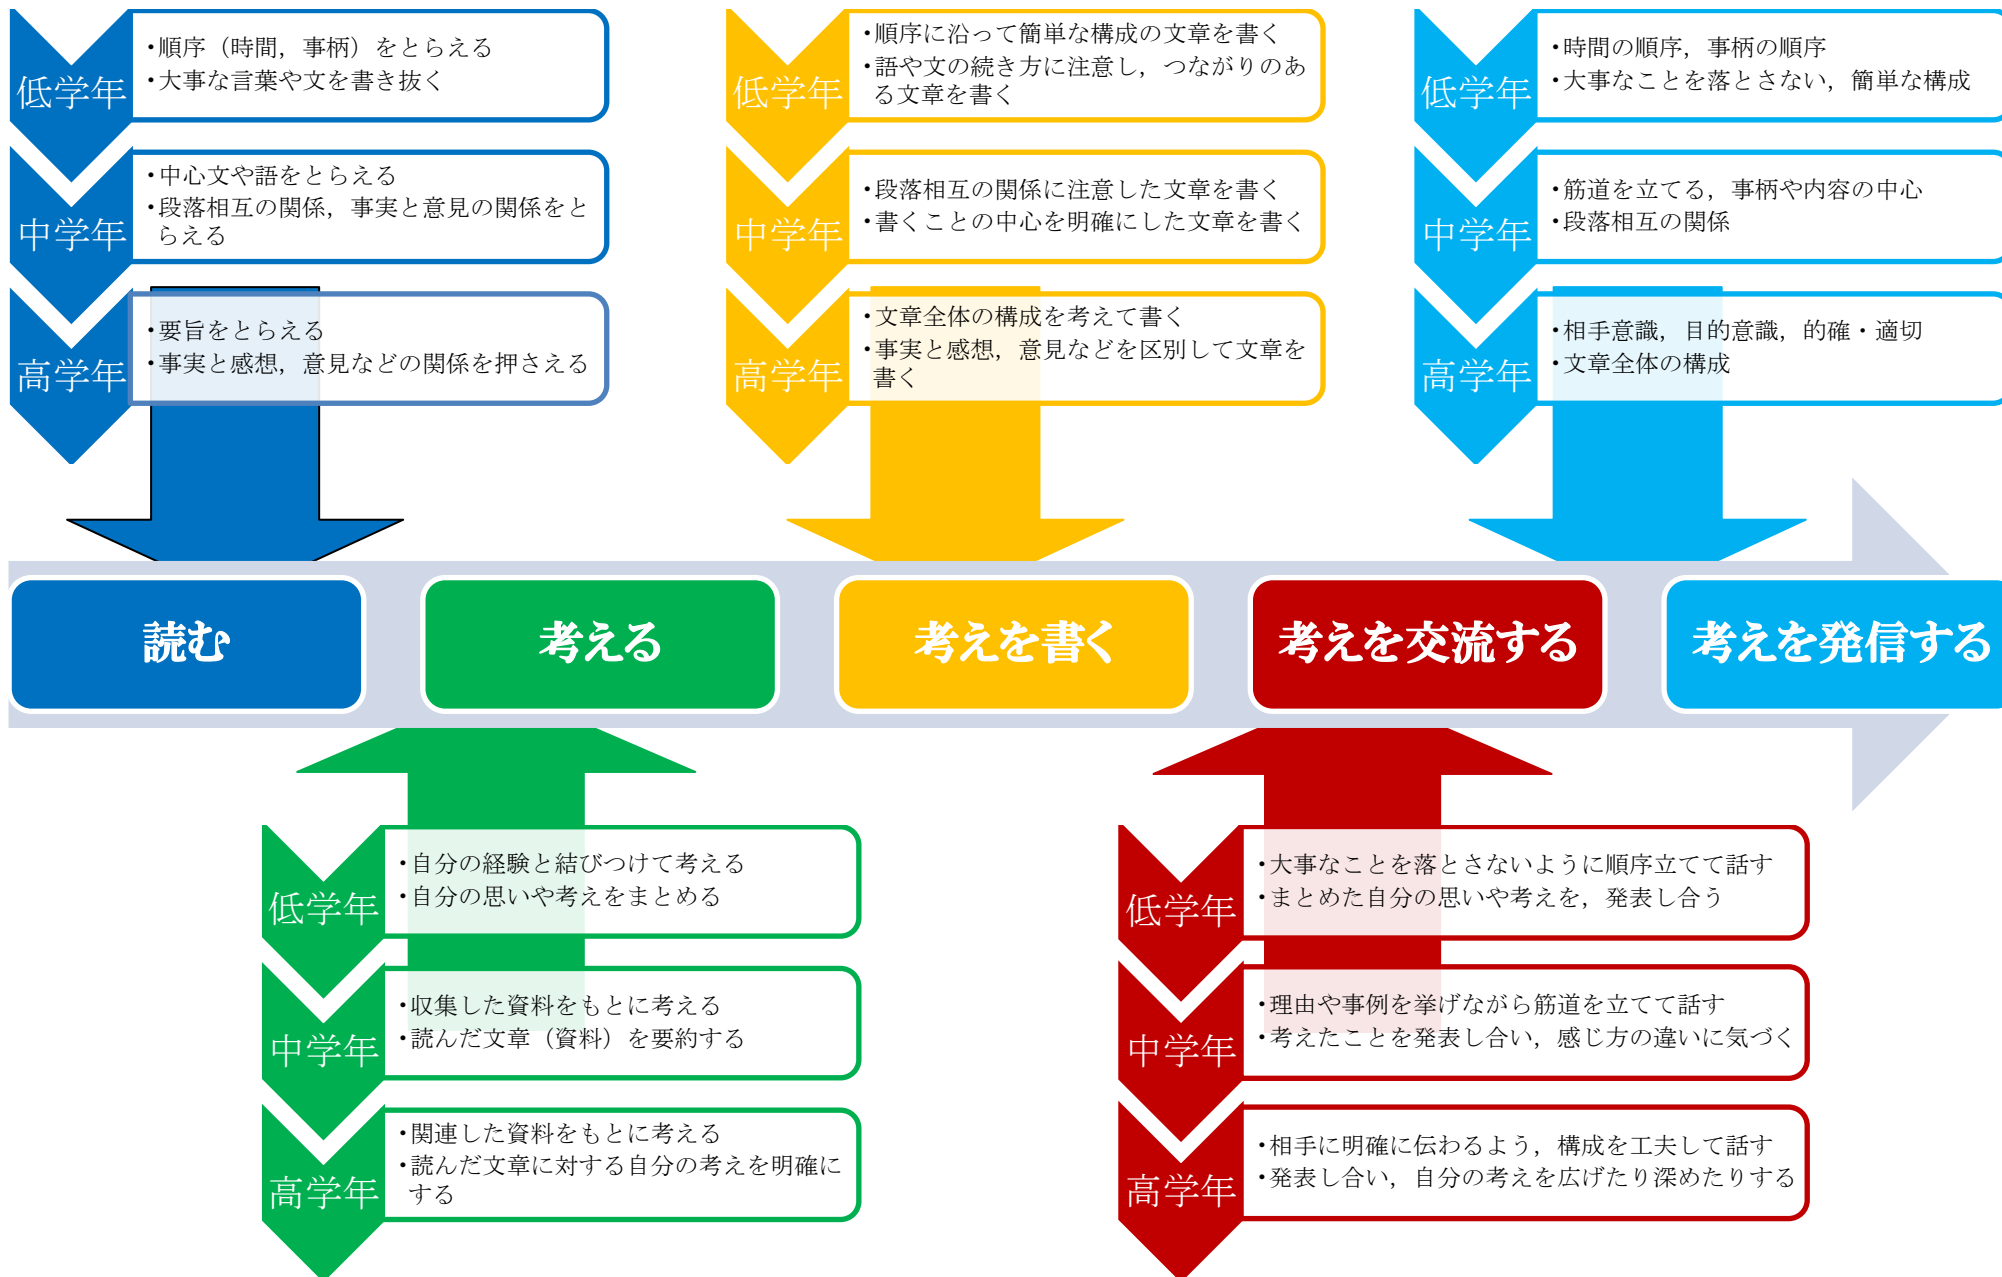 低学年
・順序（時間，事柄）をとらえる
・大事な言葉や文を書き抜く
中学年
・中心文や語をとらえる
・段落相互の関係，事実と意見の関係をと
らえる
高学年
・要旨をとらえる
・事実と感想，意見などの関係を押さえる
低学年
・順序に沿って簡単な構成の文章を書く
・語や文の続き方に注意し，つながりのあ
る文章を書く
中学年
・段落相互の関係に注意した文章を書く
・書くことの中心を明確にした文章を書く
高学年
・文章全体の構成を考えて書く
・事実と感想，意見などを区別して文章を
書く
低学年
・時間の順序，事柄の順序
・大事なことを落とさない，簡単な構成
中学年
・筋道を立てる，事柄や内容の中心
・段落相互の関係
高学年
・相手意識，目的意識，的確・適切
・文章全体の構成
読む
考える
考えを書く
考えを交流する
考えを発信する
低学年
・自分の経験と結びつけて考える
・自分の思いや考えをまとめる
中学年
・収集した資料をもとに考える
・読んだ文章（資料）を要約する
高学年
・関連した資料をもとに考える
・読んだ文章に対する自分の考えを明確に
する
低学年
・大事なことを落とさないように順序立てて話す
・まとめた自分の思いや考えを，発表し合う
中学年
・理由や事例を挙げながら筋道を立てて話す
・考えたことを発表し合い，感じ方の違いに気づく
高学年
・相手に明確に伝わるよう，構成を工夫して話す
・発表し合い，自分の考えを広げたり深めたりする